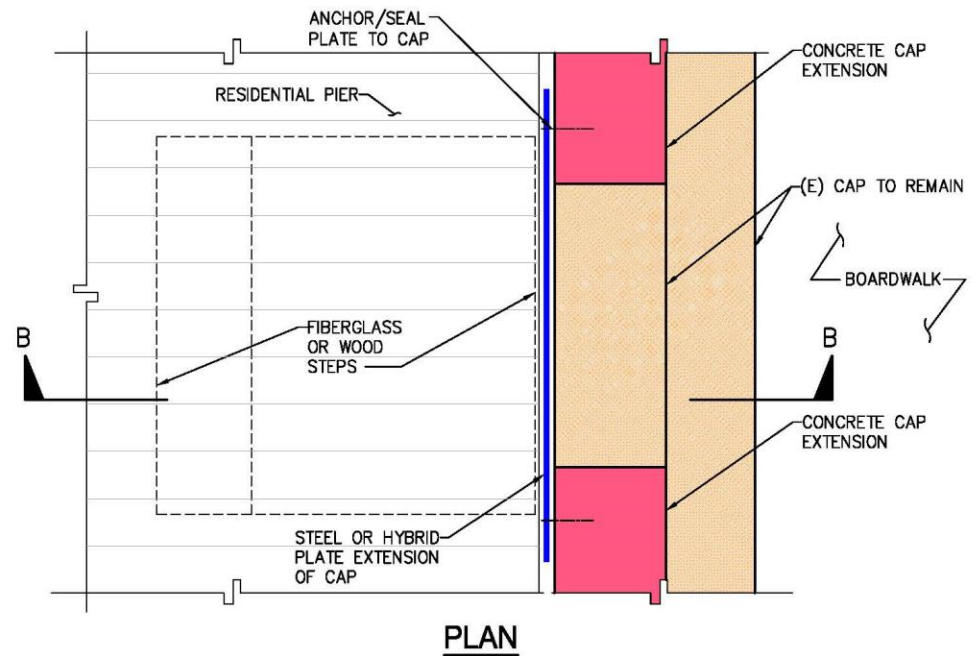 ANCHOR/SEAL
PLATE TO CAP
CONCRETE CAP
EXTENSION
RESIDENTIAL PIER
(E) CAP TO REMAIN
BOARDWALK
B
FIBERGLASS
OR WOOD
STEPS
B
CONCRETE CAP
EXTENSION
STEEL OR HYBRID
PLATE EXTENSION
OF CAP
PLAN